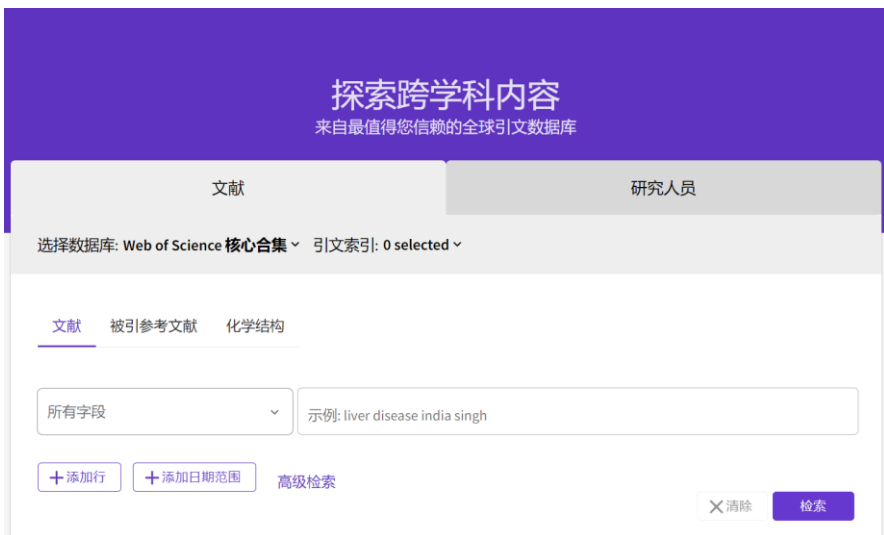 探索跨学科内容
来自最值得您信赖的全球引文数据库
文献 研究人员
选择数据库: Web of Science 核心合集 引文索引: 0 selected
文献 被引参考文献 化学结构
所有字段 示例: liver disease india singh
+添加行 +添加日期范围 高级检索
×清除 检索